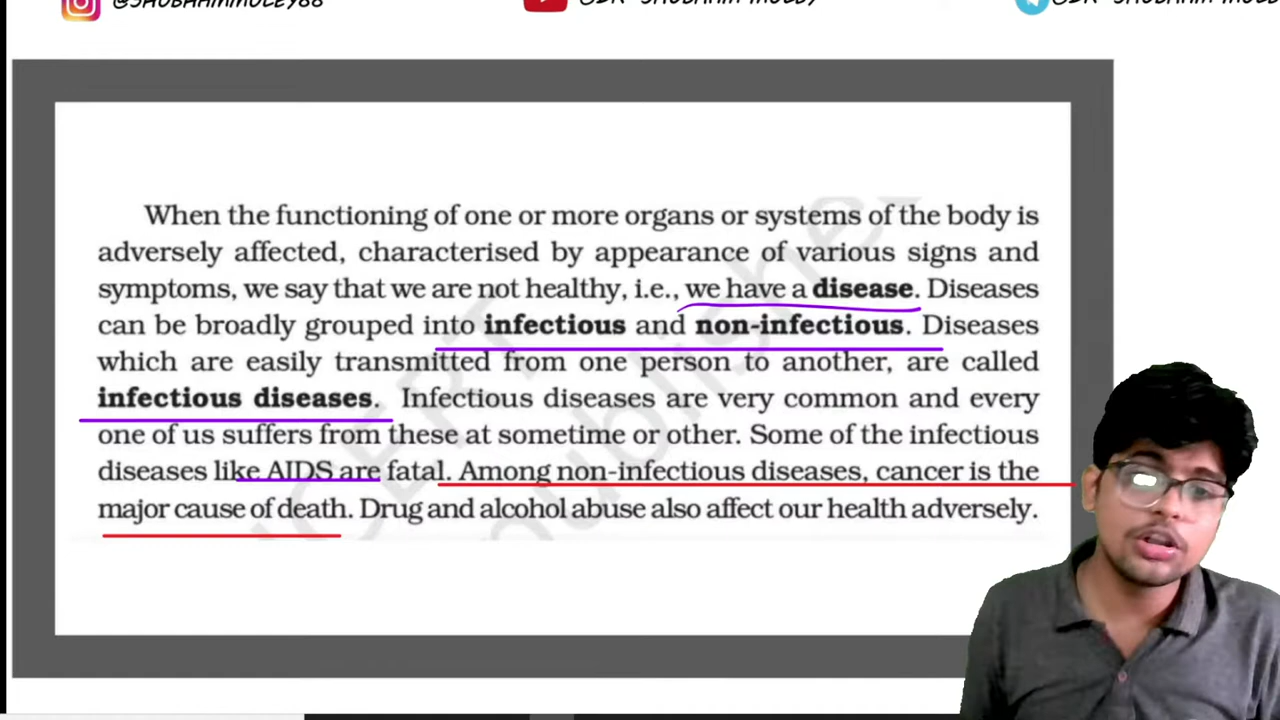 When the functioning of one or more organs or systems of the body is
adversely affected, characterised by appearance of various signs and
symptoms, we say that we are not healthy, i.e., we have a disease. Diseases
can be broadly grouped into infectious and non-infectious. Diseases
which are easily transmitted from one person to another, are called
infectious diseases. Infectious diseases are very common and every
one of us suffers from these at sometime or other. Some of the infectious
diseases like AIDS are fatal. Among non-infectious diseases, cancer is the
major cause of death. Drug and alcohol abuse also affect our health adversely.